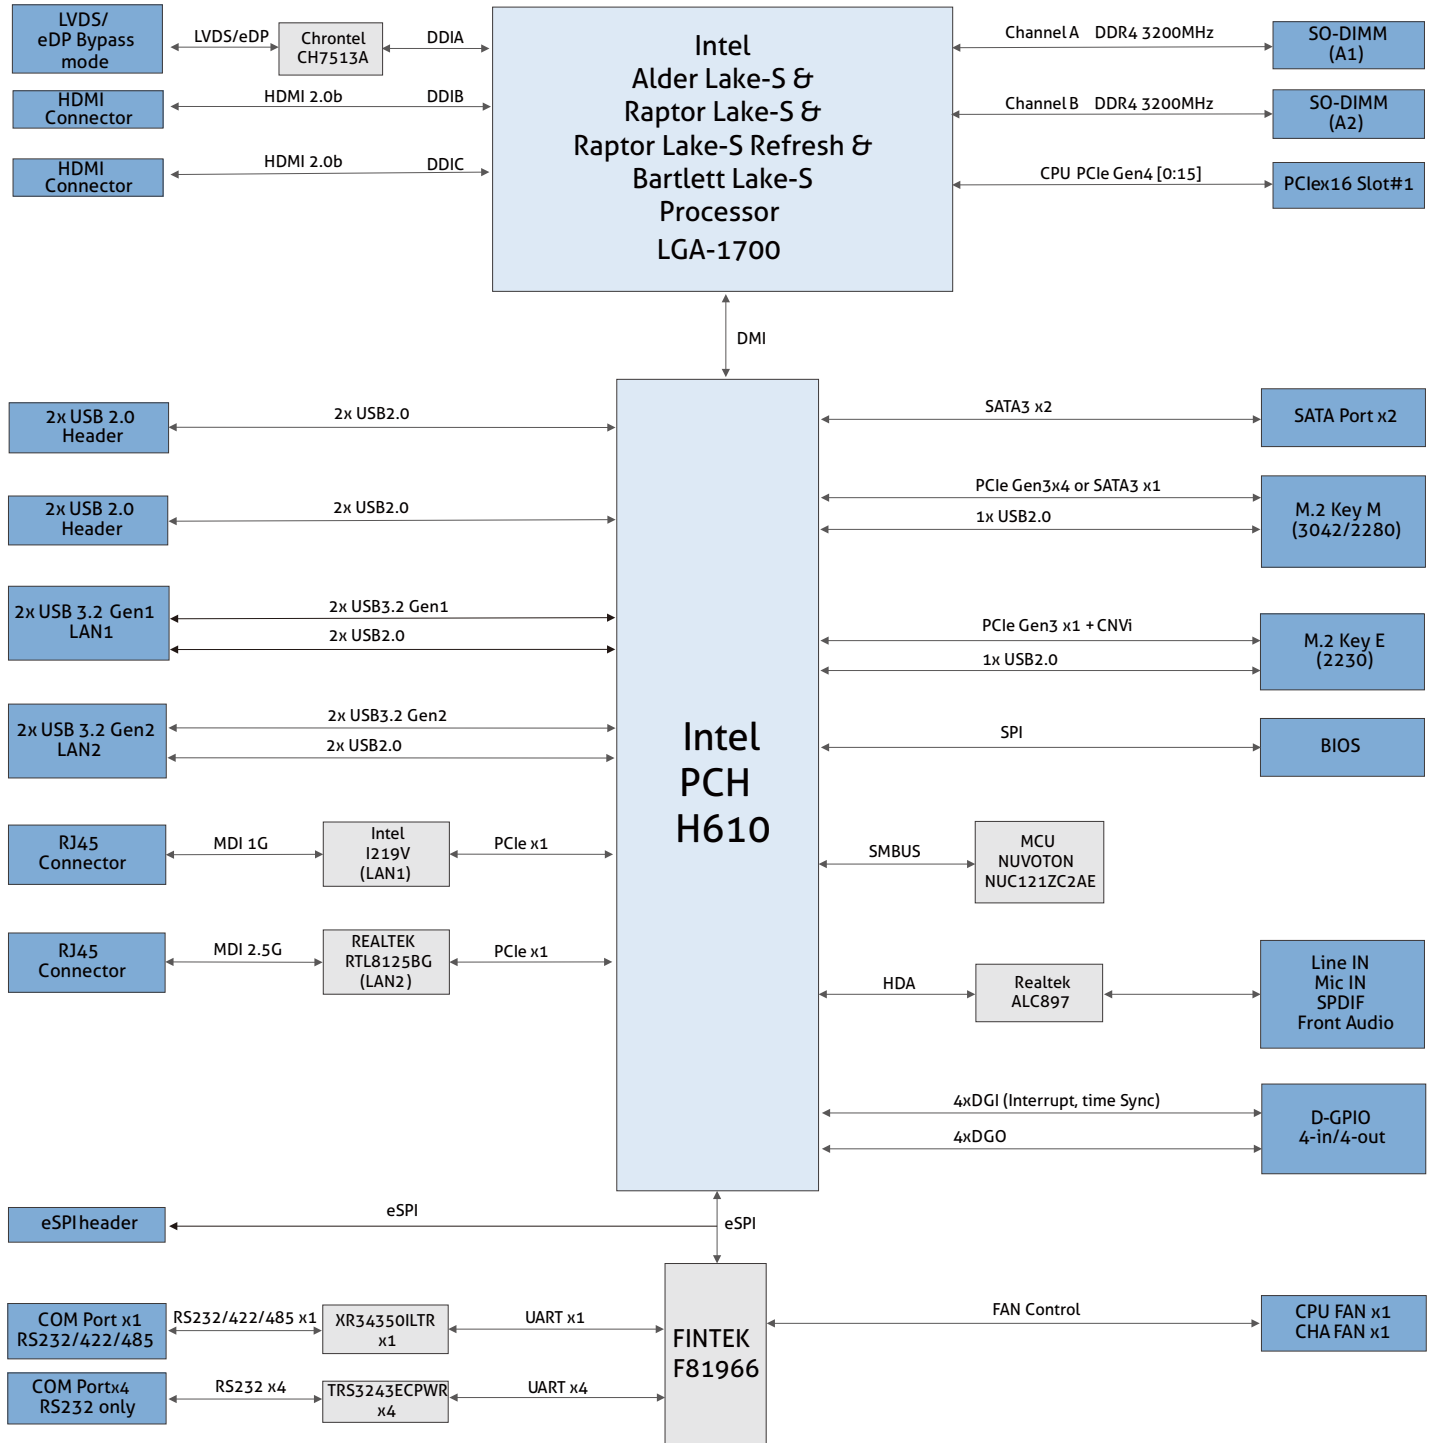 LVDS/
eDP Bypass
mode
LVDS/eDP
Chrontel
CH7513A
DDIA
HDMI
Connector
HDMI 2.0b
DDIB
HDMI
Connector
HDMI 2.0b
DDIC
Intel
Alder Lake-S &
Raptor Lake-S &
Raptor Lake-S Refresh &
Bartlett Lake-S
Processor
LGA-1700
Channel A DDR4 3200MHz
SO-DIMM
(A1)
Channel B DDR4 3200MHz
SO-DIMM
(A2)
CPU PCIe Gen4 [0:15]
PCIex16 Slot#1
DMI
2x USB 2.0
Header
2x USB2.0
2x USB 2.0
Header
2x USB2.0
2x USB 3.2 Gen1
LAN1
2x USB3.2 Gen1
2x USB2.0
2x USB 3.2 Gen2
LAN2
2x USB3.2 Gen2
2x USB2.0
RJ45
Connector
MDI 1G
Intel
I219V
(LAN1)
PCIe x1
RJ45
Connector
MDI 2.5G
REALTEK
RTL8125BG
(LAN2)
PCIe x1
Intel
PCH
H610
SATA3 x2
SATA Port x2
PCIe Gen3x4 or SATA3 x1
1x USB2.0
M.2 Key M
(3042/2280)
PCIe Gen3 x1 + CNVi
1x USB2.0
M.2 Key E
(2230)
SPI
BIOS
SMBUS
MCU
NUVOTON
NUC121ZC2AE
HDA
Realtek
ALC897
Line IN
Mic IN
SPDIF
Front Audio
4xDGI (Interrupt, time Sync)
4xDGO
D-GPIO
4-in/4-out
eSPI header
eSPI
eSPI
COM Port x1
RS232/422/485
RS232/422/485 x1
XR34350ILTR
x1
UART x1
COM Portx4
RS232 only
RS232 x4
TRS3243ECPWR
x4
UART x4
FINTEK
F81966
FAN Control
CPU FAN x1
CHA FAN x1